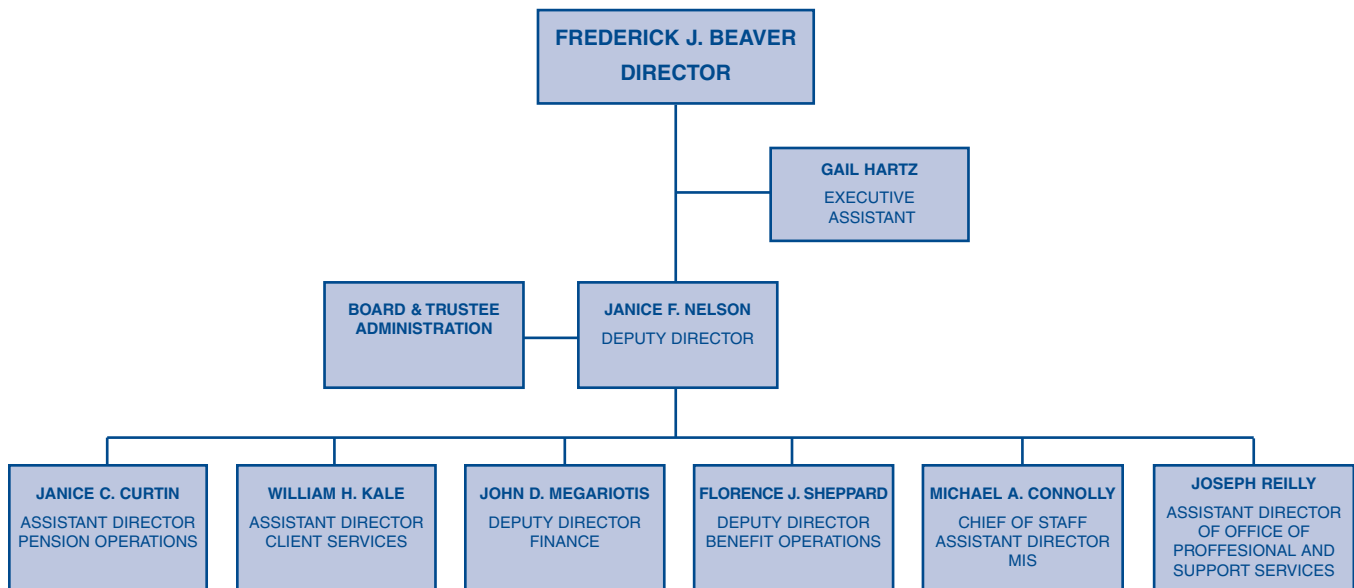 FREDERICK J. BEAVER
DIRECTOR
GAIL HARTZ
EXECUTIVE
ASSISTANT
BOARD & TRUSTEE
ADMINISTRATION
JANICE F. NELSON
DEPUTY DIRECTOR
JANICE C. CURTIN
ASSISTANT DIRECTOR
PENSION OPERATIONS
WILLIAM H. KALE
ASSISTANT DIRECTOR
CLIENT SERVICES
JOHN D. MEGARIOTIS
DEPUTY DIRECTOR
FINANCE
FLORENCE J. SHEPPARD
DEPUTY DIRECTOR
BENEFIT OPERATIONS
MICHAEL A. CONNOLLY
CHIEF OF STAFF
ASSISTANT DIRECTOR
MIS
JOSEPH REILLY
ASSISTANT DIRECTOR
OF OFFICE OF
PROFFESIONAL AND
SUPPORT SERVICES